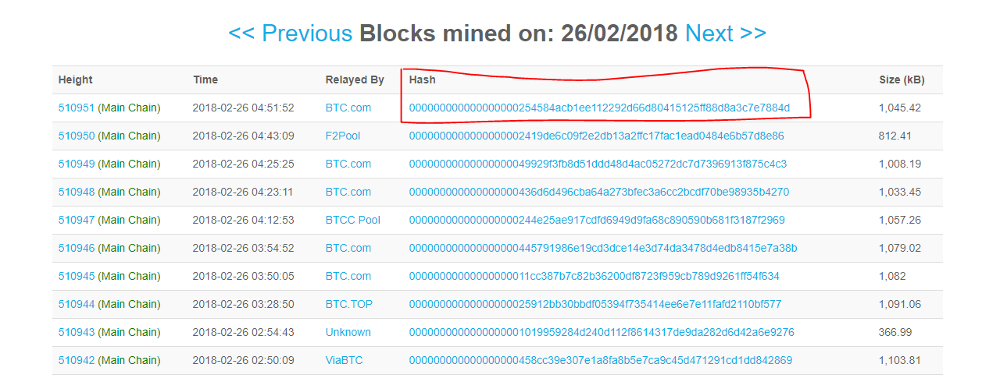 << Previous Blocks mined on: 26/02/2018 Next >>
Height Time Relayed By Hash Size (kB)
510951 (Main Chain) 2018-02-26 04:51:52 BTC.com 000000000000000000254584acb1ee112292d66d80415125ff88d8a3c7e7884d 1,045.42
510950 (Main Chain) 2018-02-26 04:43:09 F2Pool 0000000000000000002419de6c09f2e2db13a2ffc17fac1ead0484e6b57d8e86 812.41
510949 (Main Chain) 2018-02-26 04:25:25 BTC.com 00000000000000000049929f3fb8d51ddd48d4ac05272dc7d7396913f875c4c3 1,008.19
510948 (Main Chain) 2018-02-26 04:23:11 BTC.com 000000000000000000436d6d496cba64a273bfec3a6cc2bcdf70be98935b4270 1,033.45
510947 (Main Chain) 2018-02-26 04:12:53 BTCC Pool 000000000000000000244e25ae917cdfd6949d9fa68c890590b681f3187f2969 1,057.26
510946 (Main Chain) 2018-02-26 03:54:52 BTC.com 000000000000000000445791986e19cd3dce14e3d74da3478d4edb8415e7a38b 1,079.02
510945 (Main Chain) 2018-02-26 03:50:05 BTC.com 00000000000000000011cc387b7c82b36200df8723f959cb789d9261ff54f634 1,082
510944 (Main Chain) 2018-02-26 03:28:50 BTC.TOP 00000000000000000025912bb30bbdf05394f735414ee6e7e11fafd2110bf577 1,091.06
510943 (Main Chain) 2018-02-26 02:54:43 Unknown 0000000000000000001019959284d240d112f8614317de9da282d6d42a6e9276 366.99
510942 (Main Chain) 2018-02-26 02:50:09 ViaBTC 000000000000000000458cc39e307e1a8fa8b5e7ca9c45d471291cd1dd842869 1,103.81